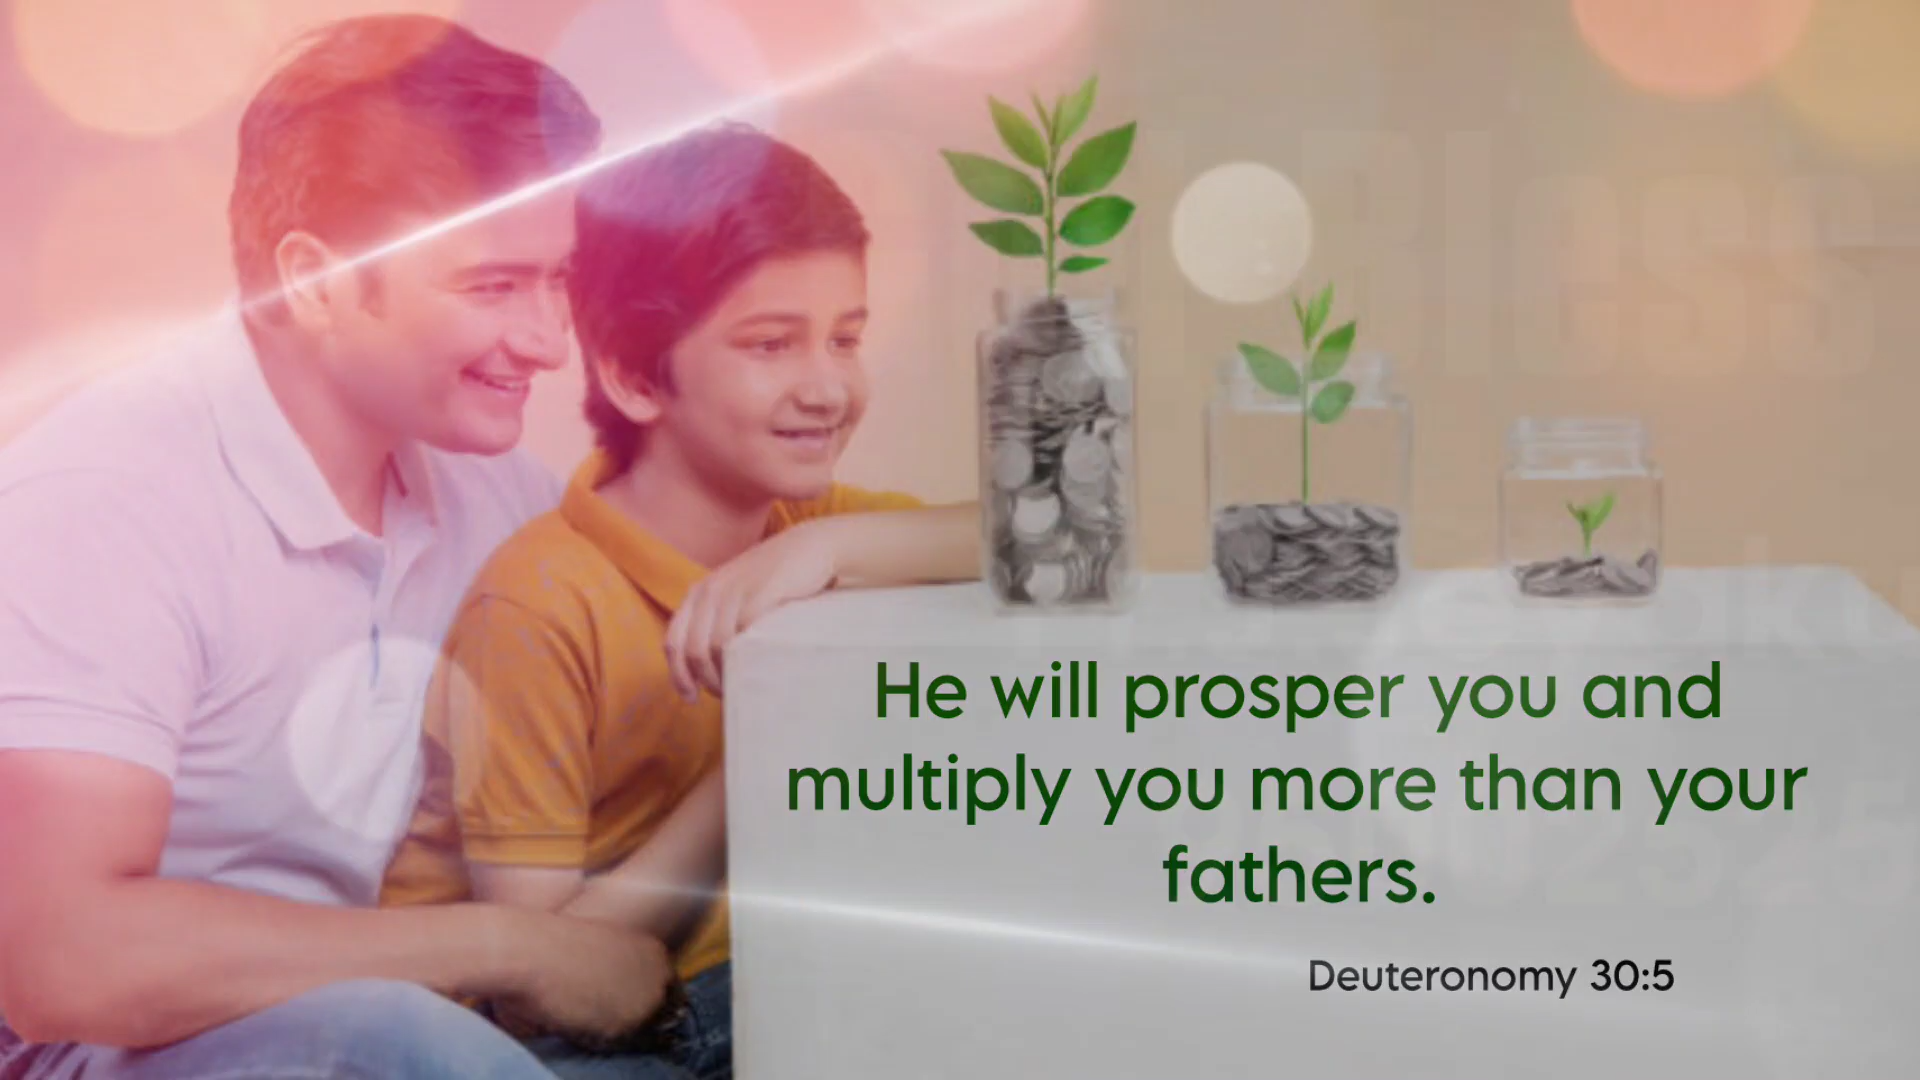 He will prosper you and
multiply you more than your
fathers.
Deuteronomy 30:5